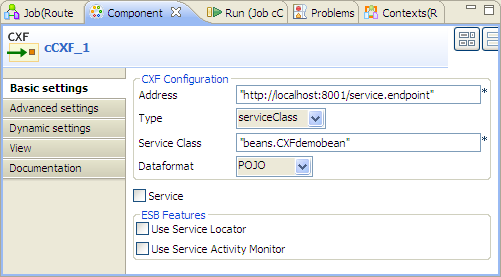 Job(Route Component Run (Job cC Problems Contexts(R
CXF
cCXF_1
Basic settings
Advanced settings
Dynamic settings
View
Documentation
CXF Configuration
Address "http://localhost:8001/service.endpoint" *
Type serviceClass
Service Class "beans.CXFdemobean" *
Dataformat POJO
Service
ESB Features
Use Service Locator
Use Service Activity Monitor